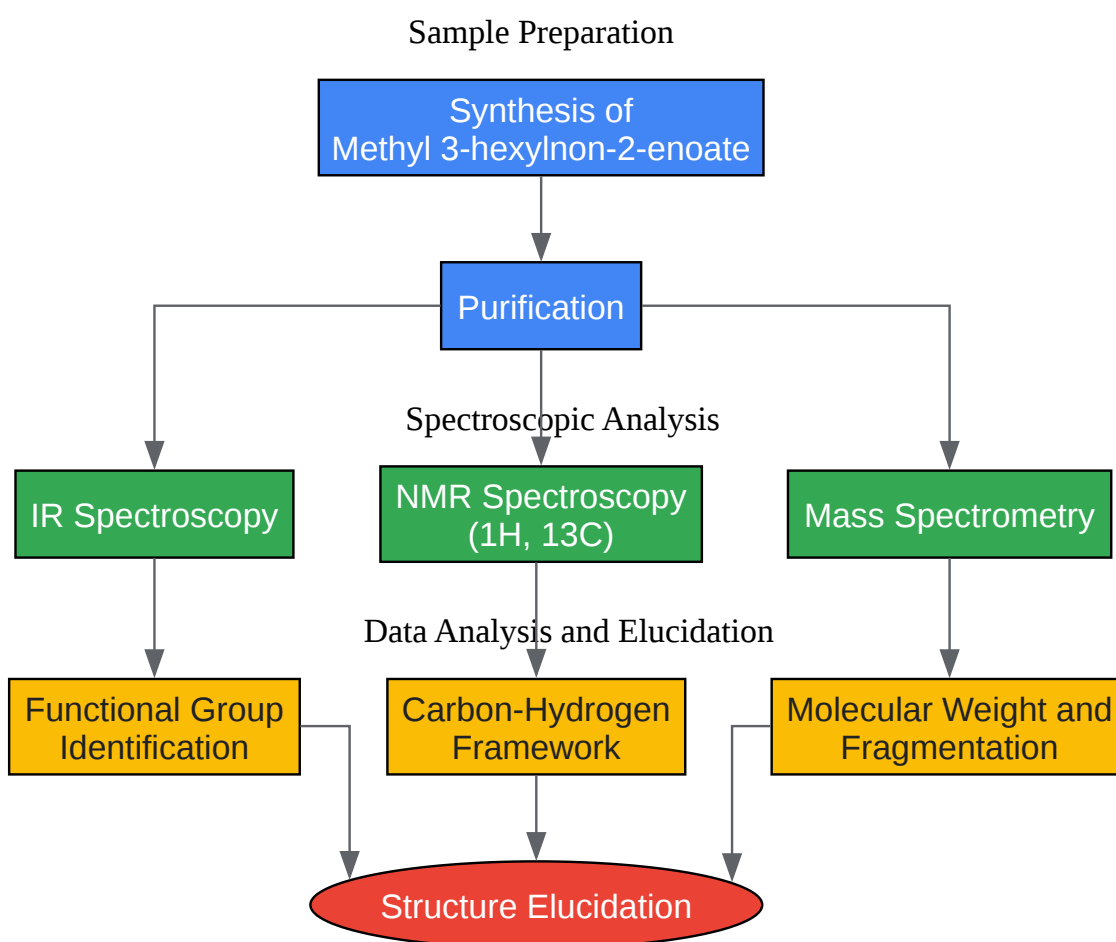 Sample Preparation
Synthesis of
Methyl 3-hexylnon-2-enoate
Purification
Spectroscopic Analysis
IR Spectroscopy
NMR Spectroscopy
(1H, 13C)
Mass Spectrometry
Data Analysis and Elucidation
Functional Group
Identification
Carbon-Hydrogen
Framework
Molecular Weight and
Fragmentation
Structure Elucidation